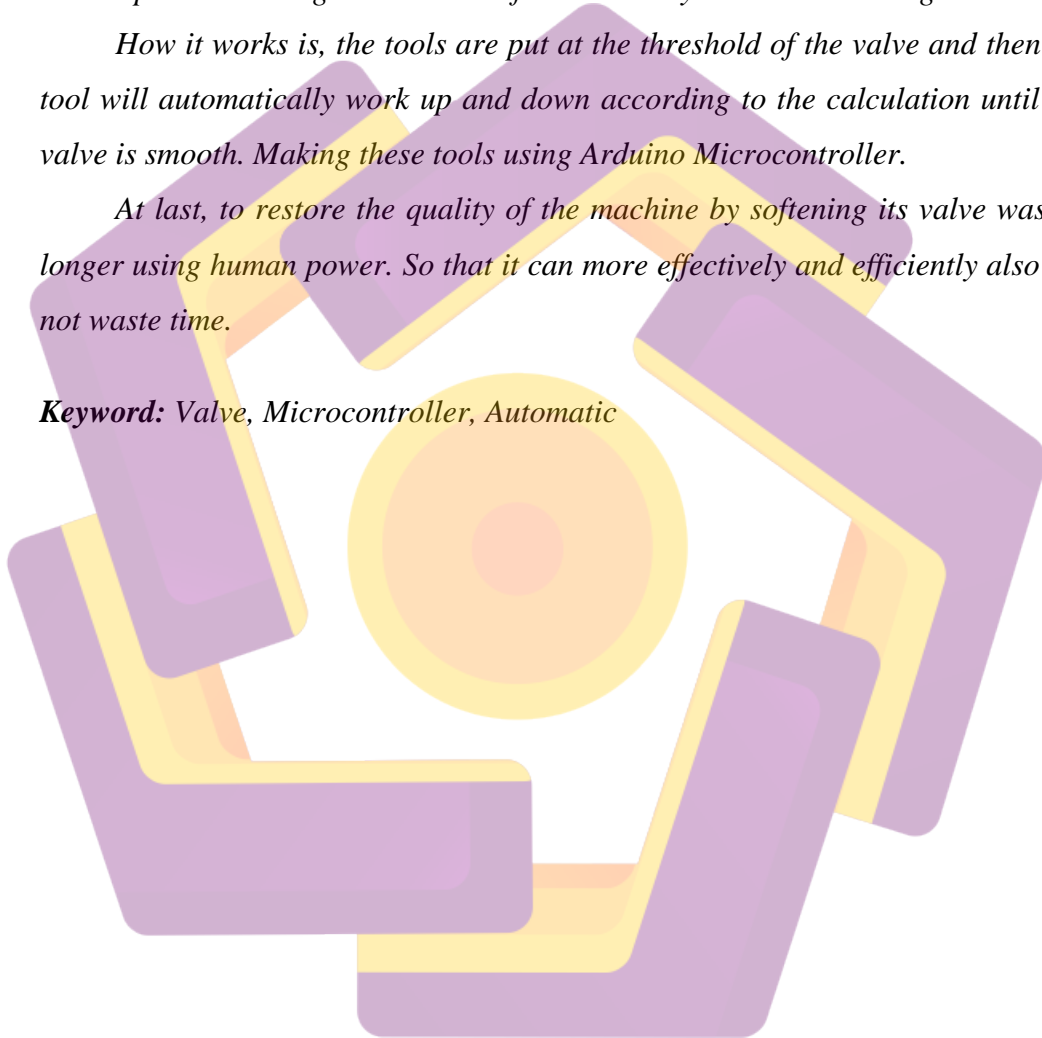 How it works is, the tools are put at the threshold of the valve and then
tool will automatically work up and down according to the calculation until
valve is smooth. Making these tools using Arduino Microcontroller.
At last, to restore the quality of the machine by softening its valve was
longer using human power. So that it can more effectively and efficiently also
not waste time.
Keyword: Valve, Microcontroller, Automatic